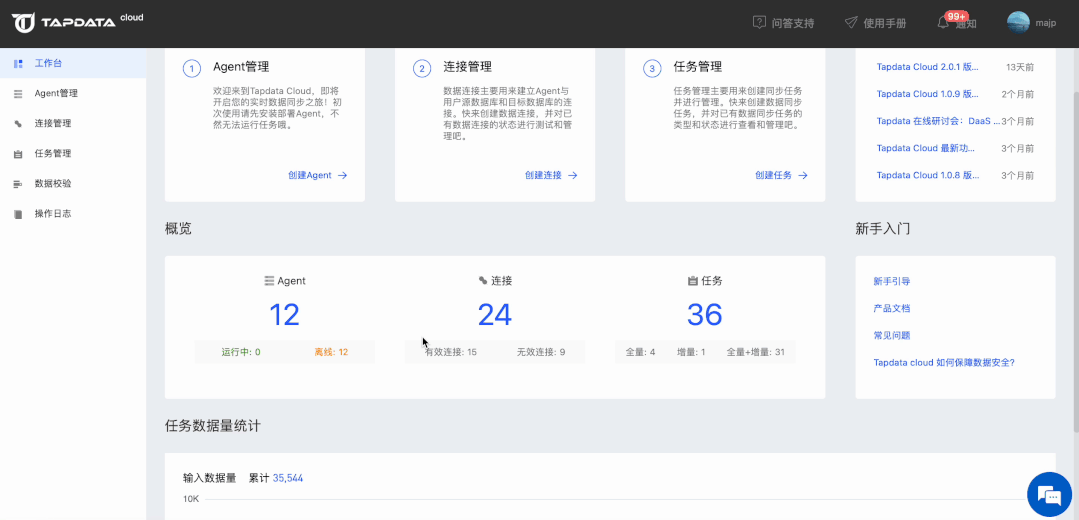 TAPDATA cloud
问答支持
使用手册
通知
99+
majp
工作台
Agent管理
连接管理
任务管理
数据校验
操作日志
1 Agent管理
欢迎来到Tapdata Cloud，即将
开启您的实时数据同步之旅！初
次使用请先安装部署Agent，不
然无法运行任务哦。
创建Agent →
2 连接管理
数据连接主要用来建立Agent与
用户源数据库和目标数据库的连
接。快来创建数据连接，并对已
有数据连接的状态进行测试和管
理吧。
创建连接 →
3 任务管理
任务管理主要用来创建同步任务
并进行管理。快来创建数据同步
任务，并对已有数据同步任务的
类型和状态进行查看和管理吧。
创建任务 →
Tapdata Cloud 2.0.1 版... 13天前
Tapdata Cloud 1.0.9 版... 2个月前
Tapdata 在线研讨会：DaaS ... 3个月前
Tapdata Cloud 最新功... 3个月前
Tapdata Cloud 1.0.8 版... 3个月前
概览
Agent
12
运行中: 0 离线: 12
连接
24
有效连接: 15 无效连接: 9
任务
36
全量: 4 增量: 1 全量+增量: 31
新手入门
新手引导
产品文档
常见问题
Tapdata cloud 如何保障数据安全?
任务数据量统计
输入数据量 累计 35,544
10K